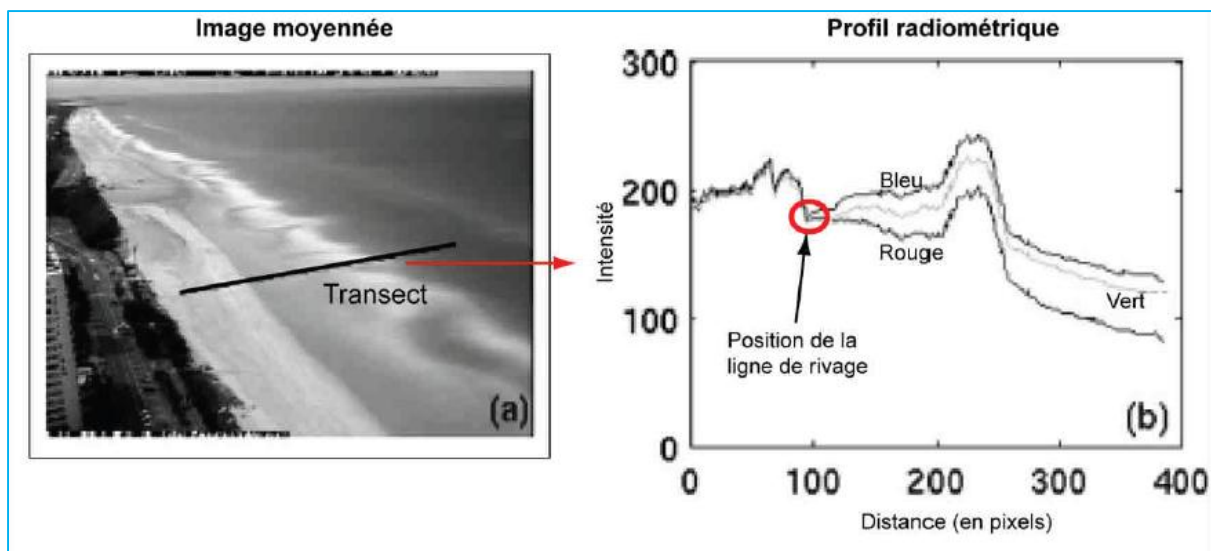 Image moyennée
Transect
(a)
Profil radiométrique
300
200
100
0
Intensité
Bleu
Rouge
Vert
Position de la
ligne de rivage
(b)
0
100
200
300
400
Distance (en pixels)